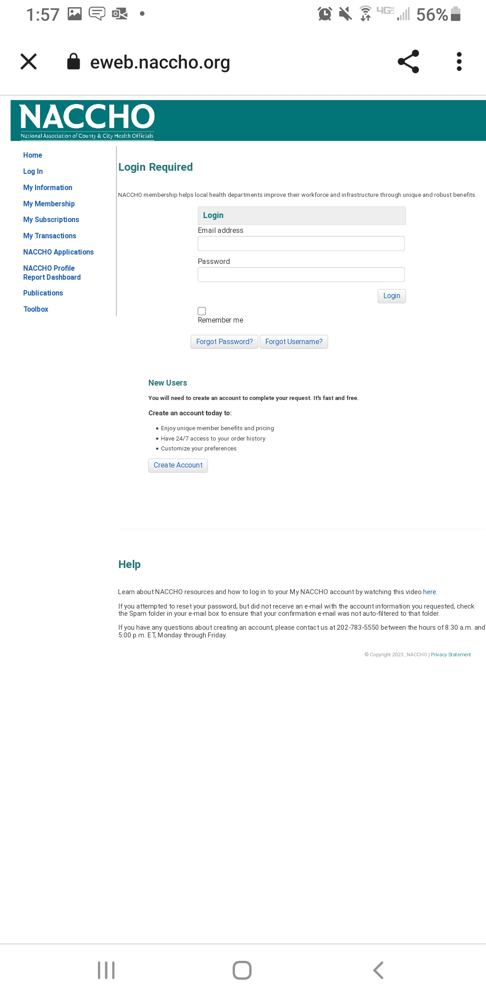 1:57
4G LTE
56%
eweb.naccho.org
NACCHO
National Association of County & City Health Officials
Home
Log In
My Information
My Membership
My Subscriptions
My Transactions
NACCHO Applications
NACCHO Profile
Report Dashboard
Publications
Toolbox
Login Required
NACCHO membership helps local health departments improve their workforce and infrastructure through unique and robust benefits.
Login
Email address
Password
Login
Remember me
Forgot Password?
Forgot Username?
New Users
You will need to create an account to complete your request. It's fast and free.
Create an account today to:
▪ Enjoy unique member benefits and pricing
▪ Have 24/7 access to your order history
▪ Customize your preferences
Create Account
Help
Learn about NACCHO resources and how to log in to your My NACCHO account by watching this video here.
If you attempted to reset your password, but did not receive an e-mail with the account information you requested, check
the Spam folder in your e-mail box to ensure that your confirmation e-mail was not auto-filtered to that folder.
If you have any questions about creating an account, please contact us at 202-783-5550 between the hours of 8:30 a.m. and
5:00 p.m. ET, Monday through Friday.
© Copyright 2023 , NACCHO | Privacy Statement